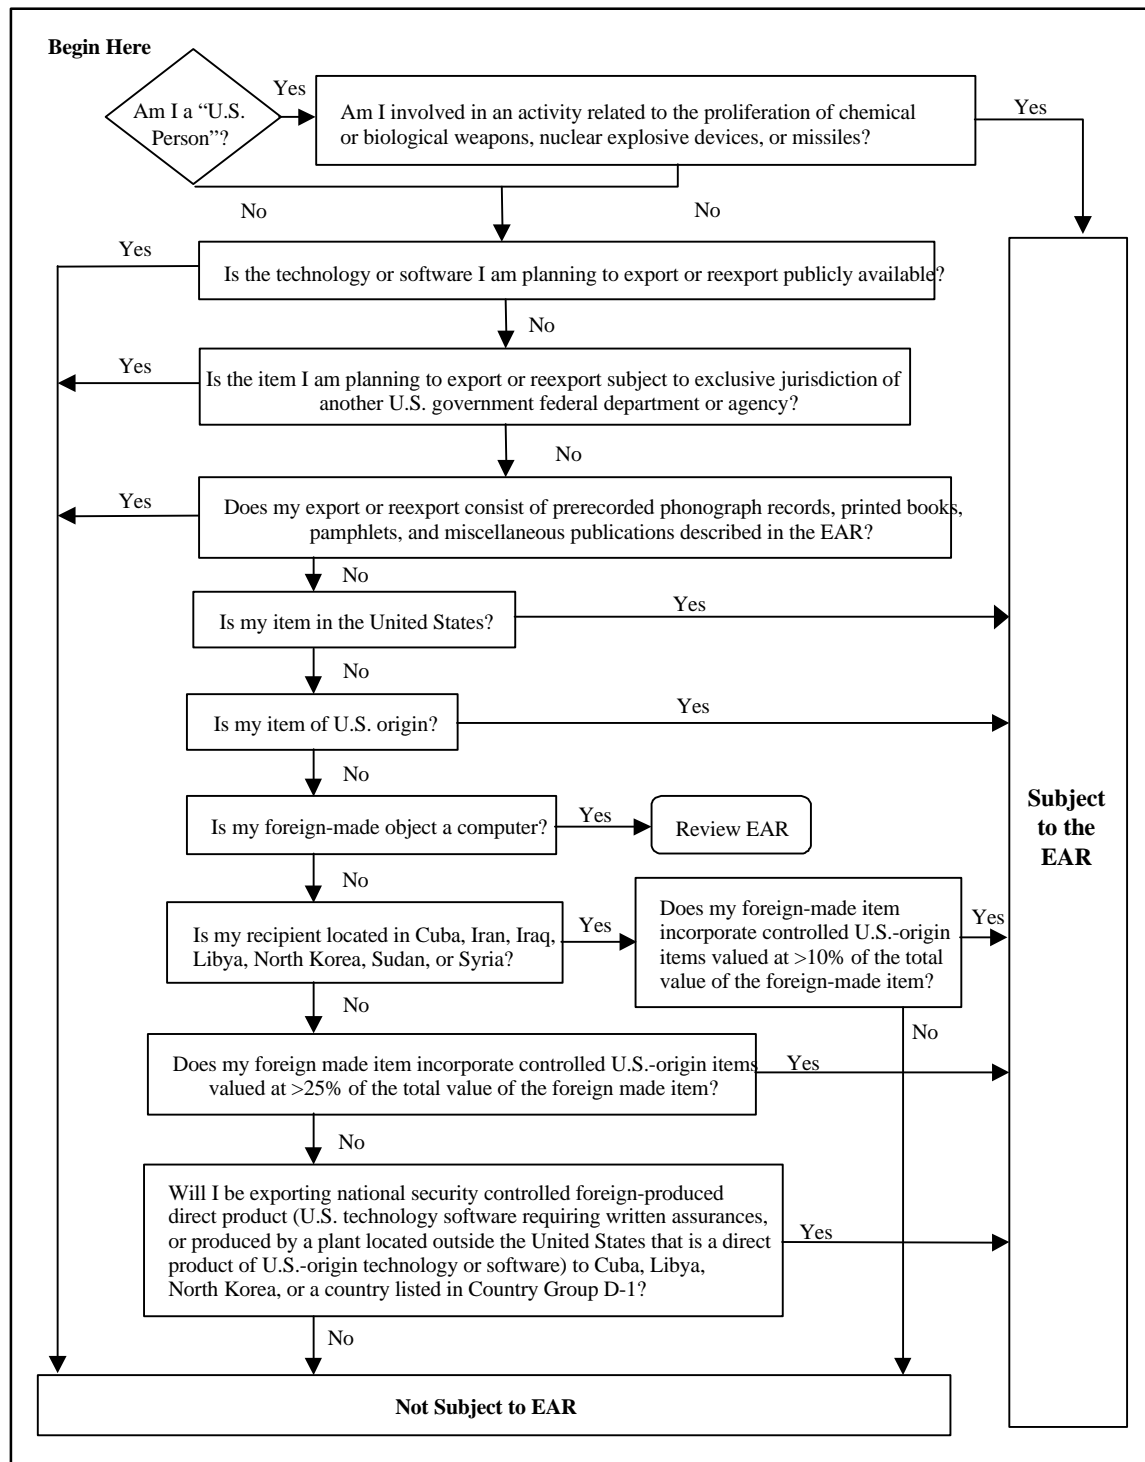 Begin Here
Am I a “U.S.
Person”?
Yes
Am I involved in an activity related to the proliferation of chemical
or biological weapons, nuclear explosive devices, or missiles?
Yes
No
No
Yes
Is the technology or software I am planning to export or reexport publicly available?
No
Yes
Is the item I am planning to export or reexport subject to exclusive jurisdiction of
another U.S. government federal department or agency?
No
Yes
Does my export or reexport consist of prerecorded phonograph records, printed books,
pamphlets, and miscellaneous publications described in the EAR?
No
Is my item in the United States?
Yes
No
Is my item of U.S. origin?
Yes
No
Is my foreign-made object a computer?
Yes
Review EAR
No
Is my recipient located in Cuba, Iran, Iraq,
Libya, North Korea, Sudan, or Syria?
Yes
Does my foreign-made item
incorporate controlled U.S.-origin
items valued at >10% of the total
value of the foreign-made item?
Yes
No
No
Does my foreign made item incorporate controlled U.S.-origin items
valued at >25% of the total value of the foreign made item?
Yes
No
Will I be exporting national security controlled foreign-produced
direct product (U.S. technology software requiring written assurances,
or produced by a plant located outside the United States that is a direct
product of U.S.-origin technology or software) to Cuba, Libya,
North Korea, or a country listed in Country Group D-1?
Yes
No
Not Subject to EAR
Subject
to the
EAR